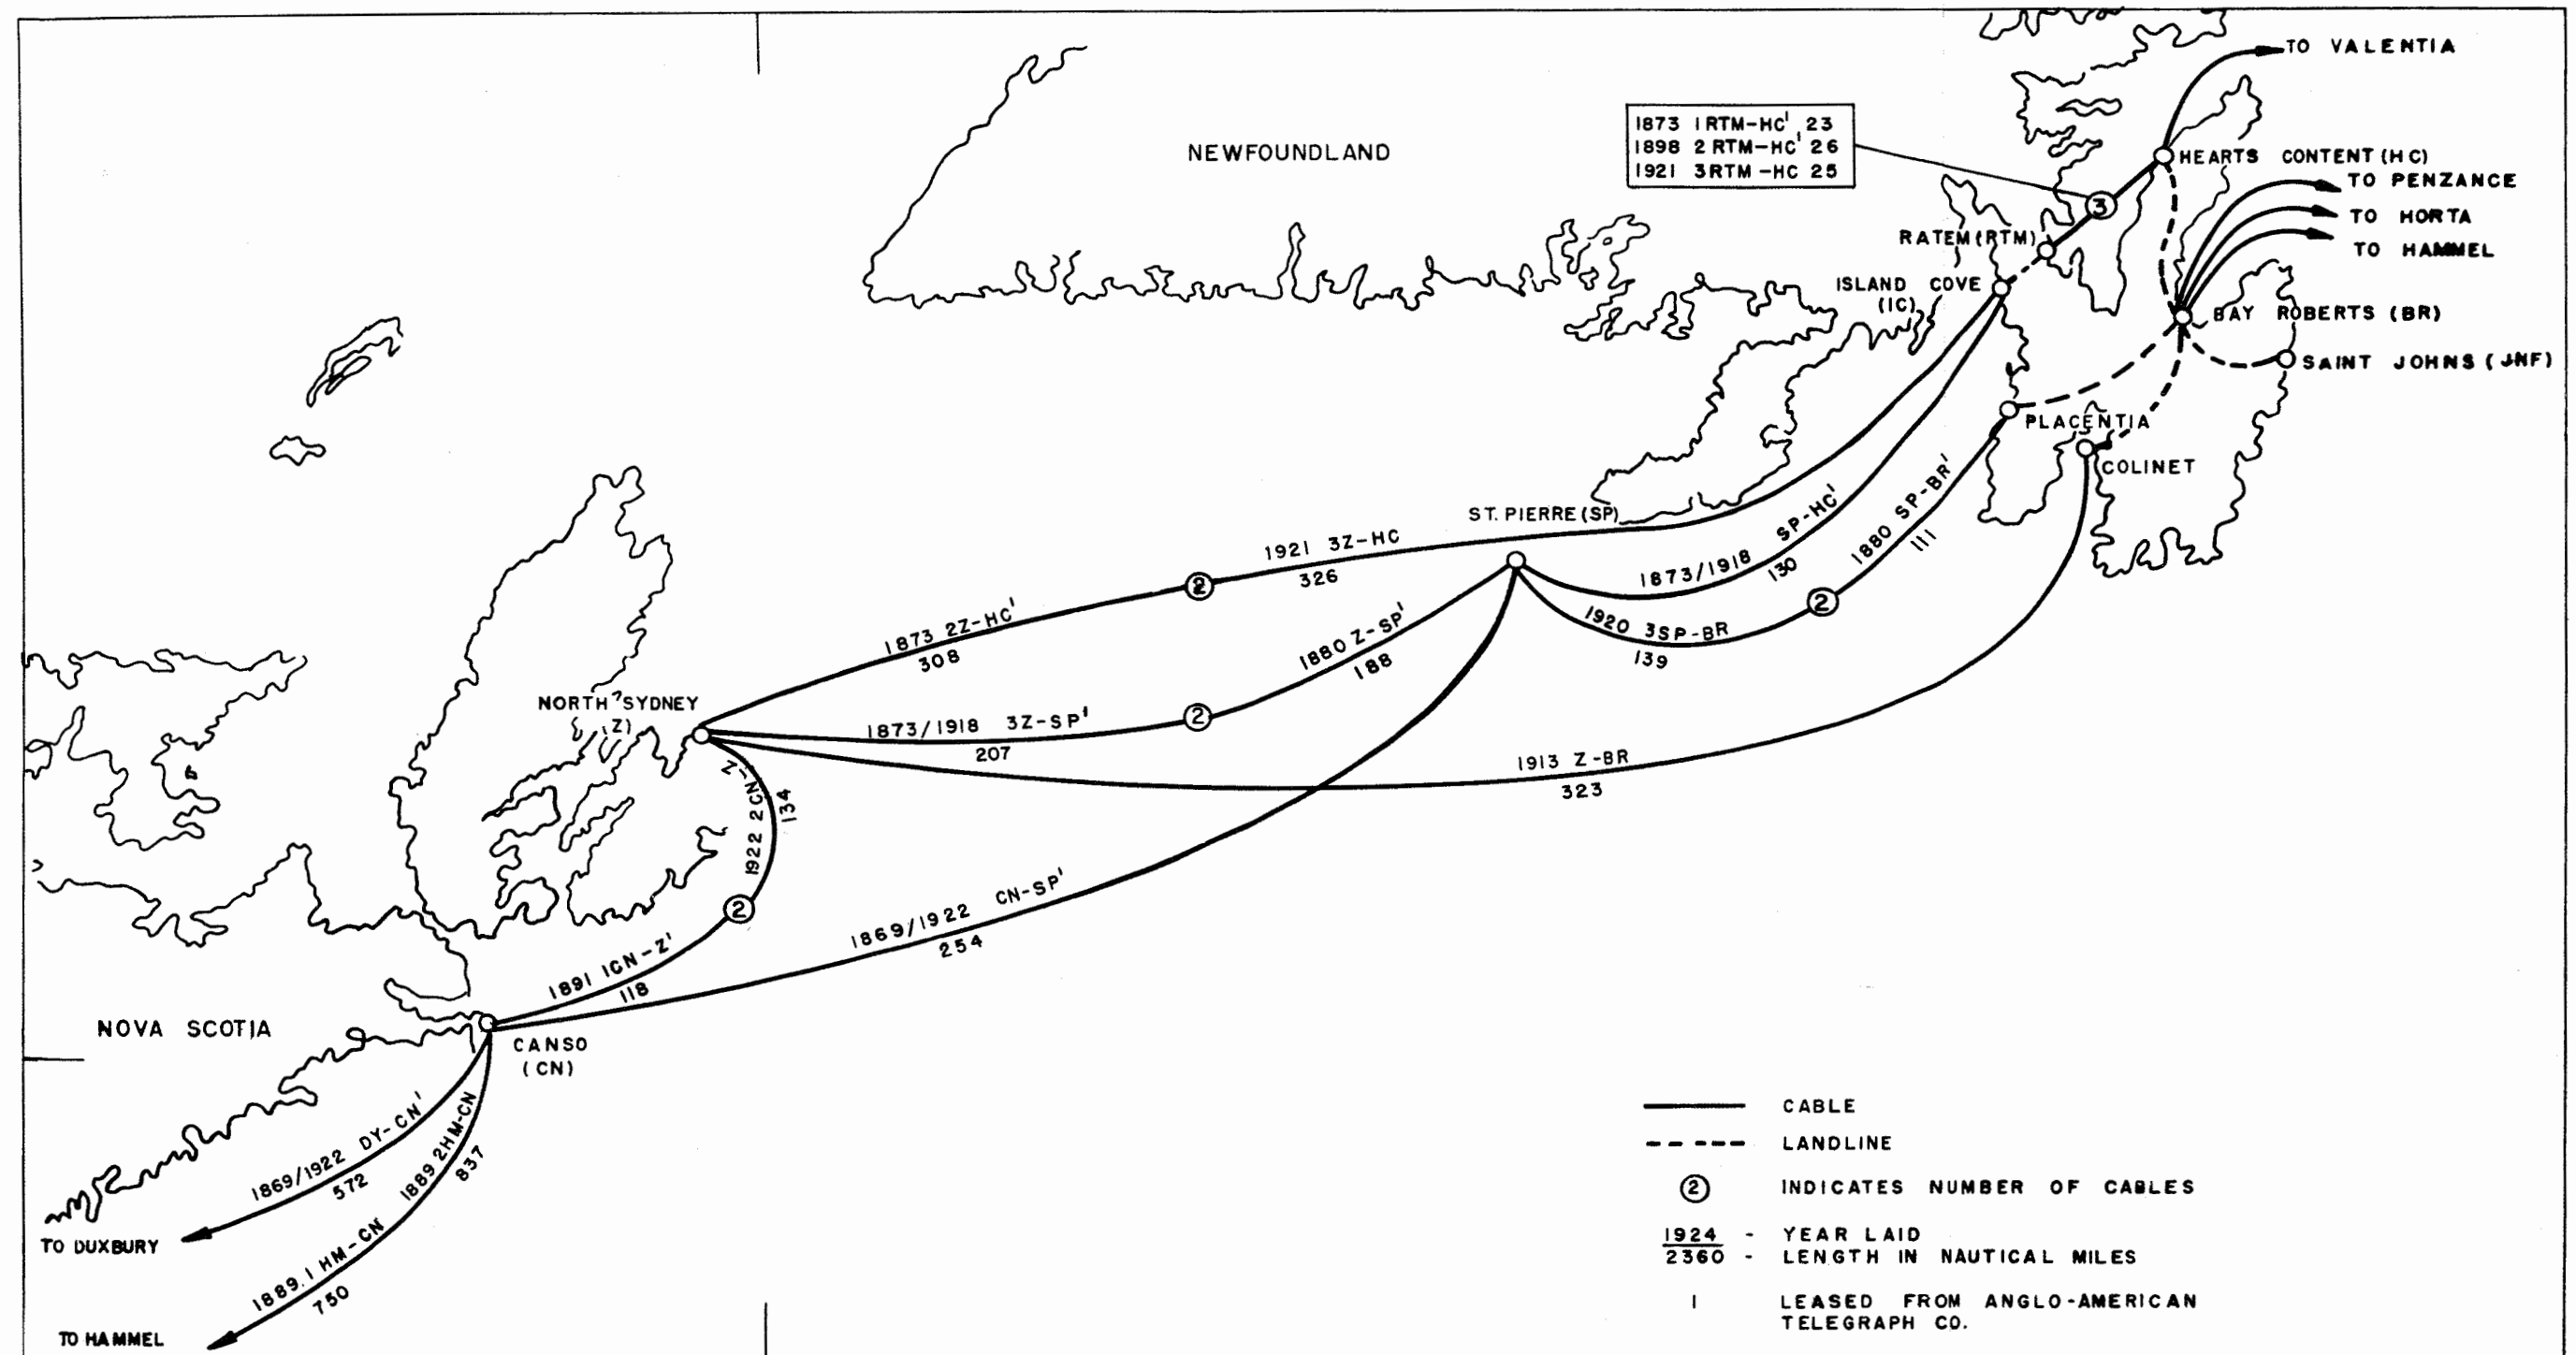 TO VALENTIA
1873 1RTM-HC' 23
1898 2RTM-HC' 26
1921 3RTM-HC 25
NEWFOUNDLAND
HEARTS CONTENT (HC)
TO PENZANCE
3
TO HORTA
RATEM (RTM)
TO HAMMEL
ISLAND COVE
(IC)
BAY ROBERTS (BR)
SAINT JOHNS (JNF)
PLACENTIA
COLINET
ST. PIERRE (SP)
1921 3Z-HC
326
2
1873 2Z-HC'
308
1873/1918 SP-HC'
130
1880 SP-BR'
111
2
1920 3SP-BR
139
1880 Z-SP'
188
NORTH SYDNEY
(Z)
1873/1918 3Z-SP'
207
2
1913 Z-BR
323
1922 2CN-Z
134
2
1869/1922 CN-SP'
254
1891 1CN-Z'
118
NOVA SCOTIA
CANSO
(CN)
1869/1922 DY-CN'
572
1889 2HM-CN
837
TO DUXBURY
1889 1HM-CN
750
TO HAMMEL
CABLE
LANDLINE
2 INDICATES NUMBER OF CABLES
1924 - YEAR LAID
2360 - LENGTH IN NAUTICAL MILES
1 LEASED FROM ANGLO-AMERICAN
TELEGRAPH CO.